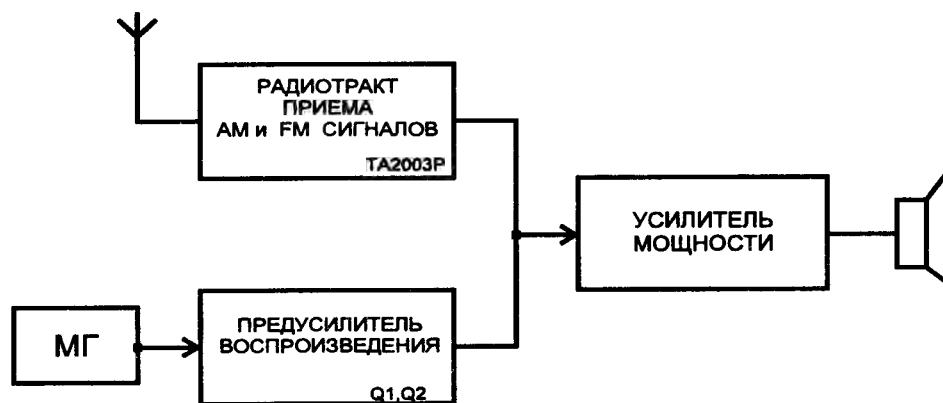 РАДИОТРАКТ
ПРИЕМА
АМ и FM СИГНАЛОВ
TA2003P
УСИЛИТЕЛЬ
МОЩНОСТИ
МГ
ПРЕДУСИЛИТЕЛЬ
ВОСПРОИЗВЕДЕНИЯ
Q1,Q2